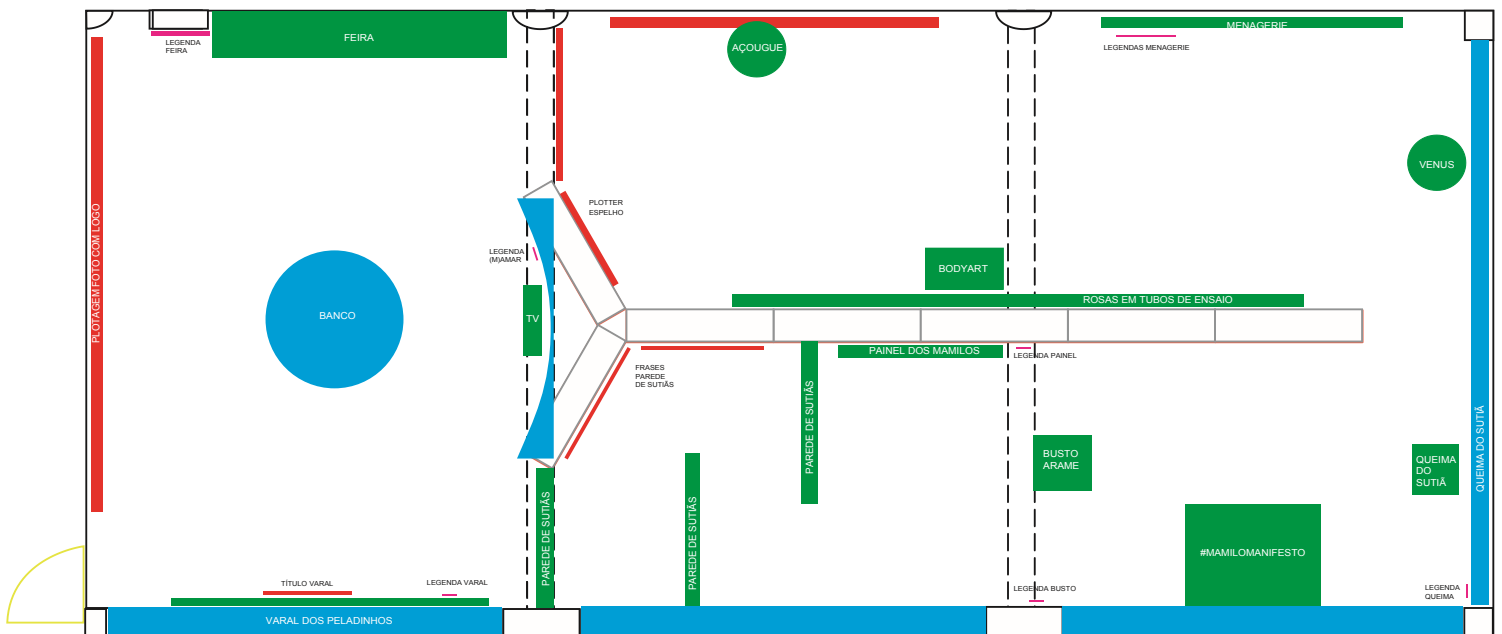 FEIRA
LEGENDA
FEIRA
AÇOUGUE
MENAGERIE
LEGENDAS MENAGERIE
VENUS
PLOTAGEM FOTO COM LOGO
PLOTTER
ESPELHO
LEGENDA
(M)AMAR
BODYART
ROSAS EM TUBOS DE ENSAIO
BANCO
TV
PAINEL DOS MAMILOS
LEGENDA PAINEL
FRASES
PAREDE
DE SUTIÃS
PAREDE DE SUTIÃS
PAREDE DE SUTIÃS
PAREDE DE SUTIÃS
BUSTO
ARAME
QUEIMA
DO
SUTIÃ
QUEIMA DO SUTIÃ
#MAMILOMANIFESTO
TÍTULO VARAL
LEGENDA VARAL
LEGENDA BUSTO
LEGENDA
QUEIMA
VARAL DOS PELADINHOS